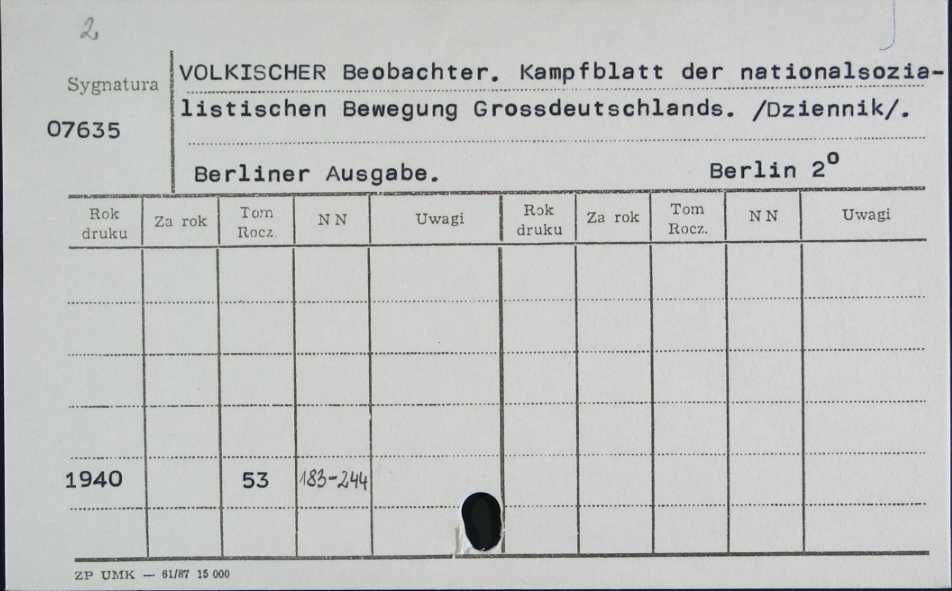 2
Sygnatura
07635
VOLKISCHER Beobachter. Kampfblatt der nationalsozia-
listischen Bewegung Grossdeutschlands. /Dziennik/.
Berliner Ausgabe. Berlin 2°
Rok druku Za rok Tom Rocz. N N Uwagi Rok druku Za rok Tom Rocz. N N Uwagi
1940 53 183-244
ZP UMK — 61/87 15 000